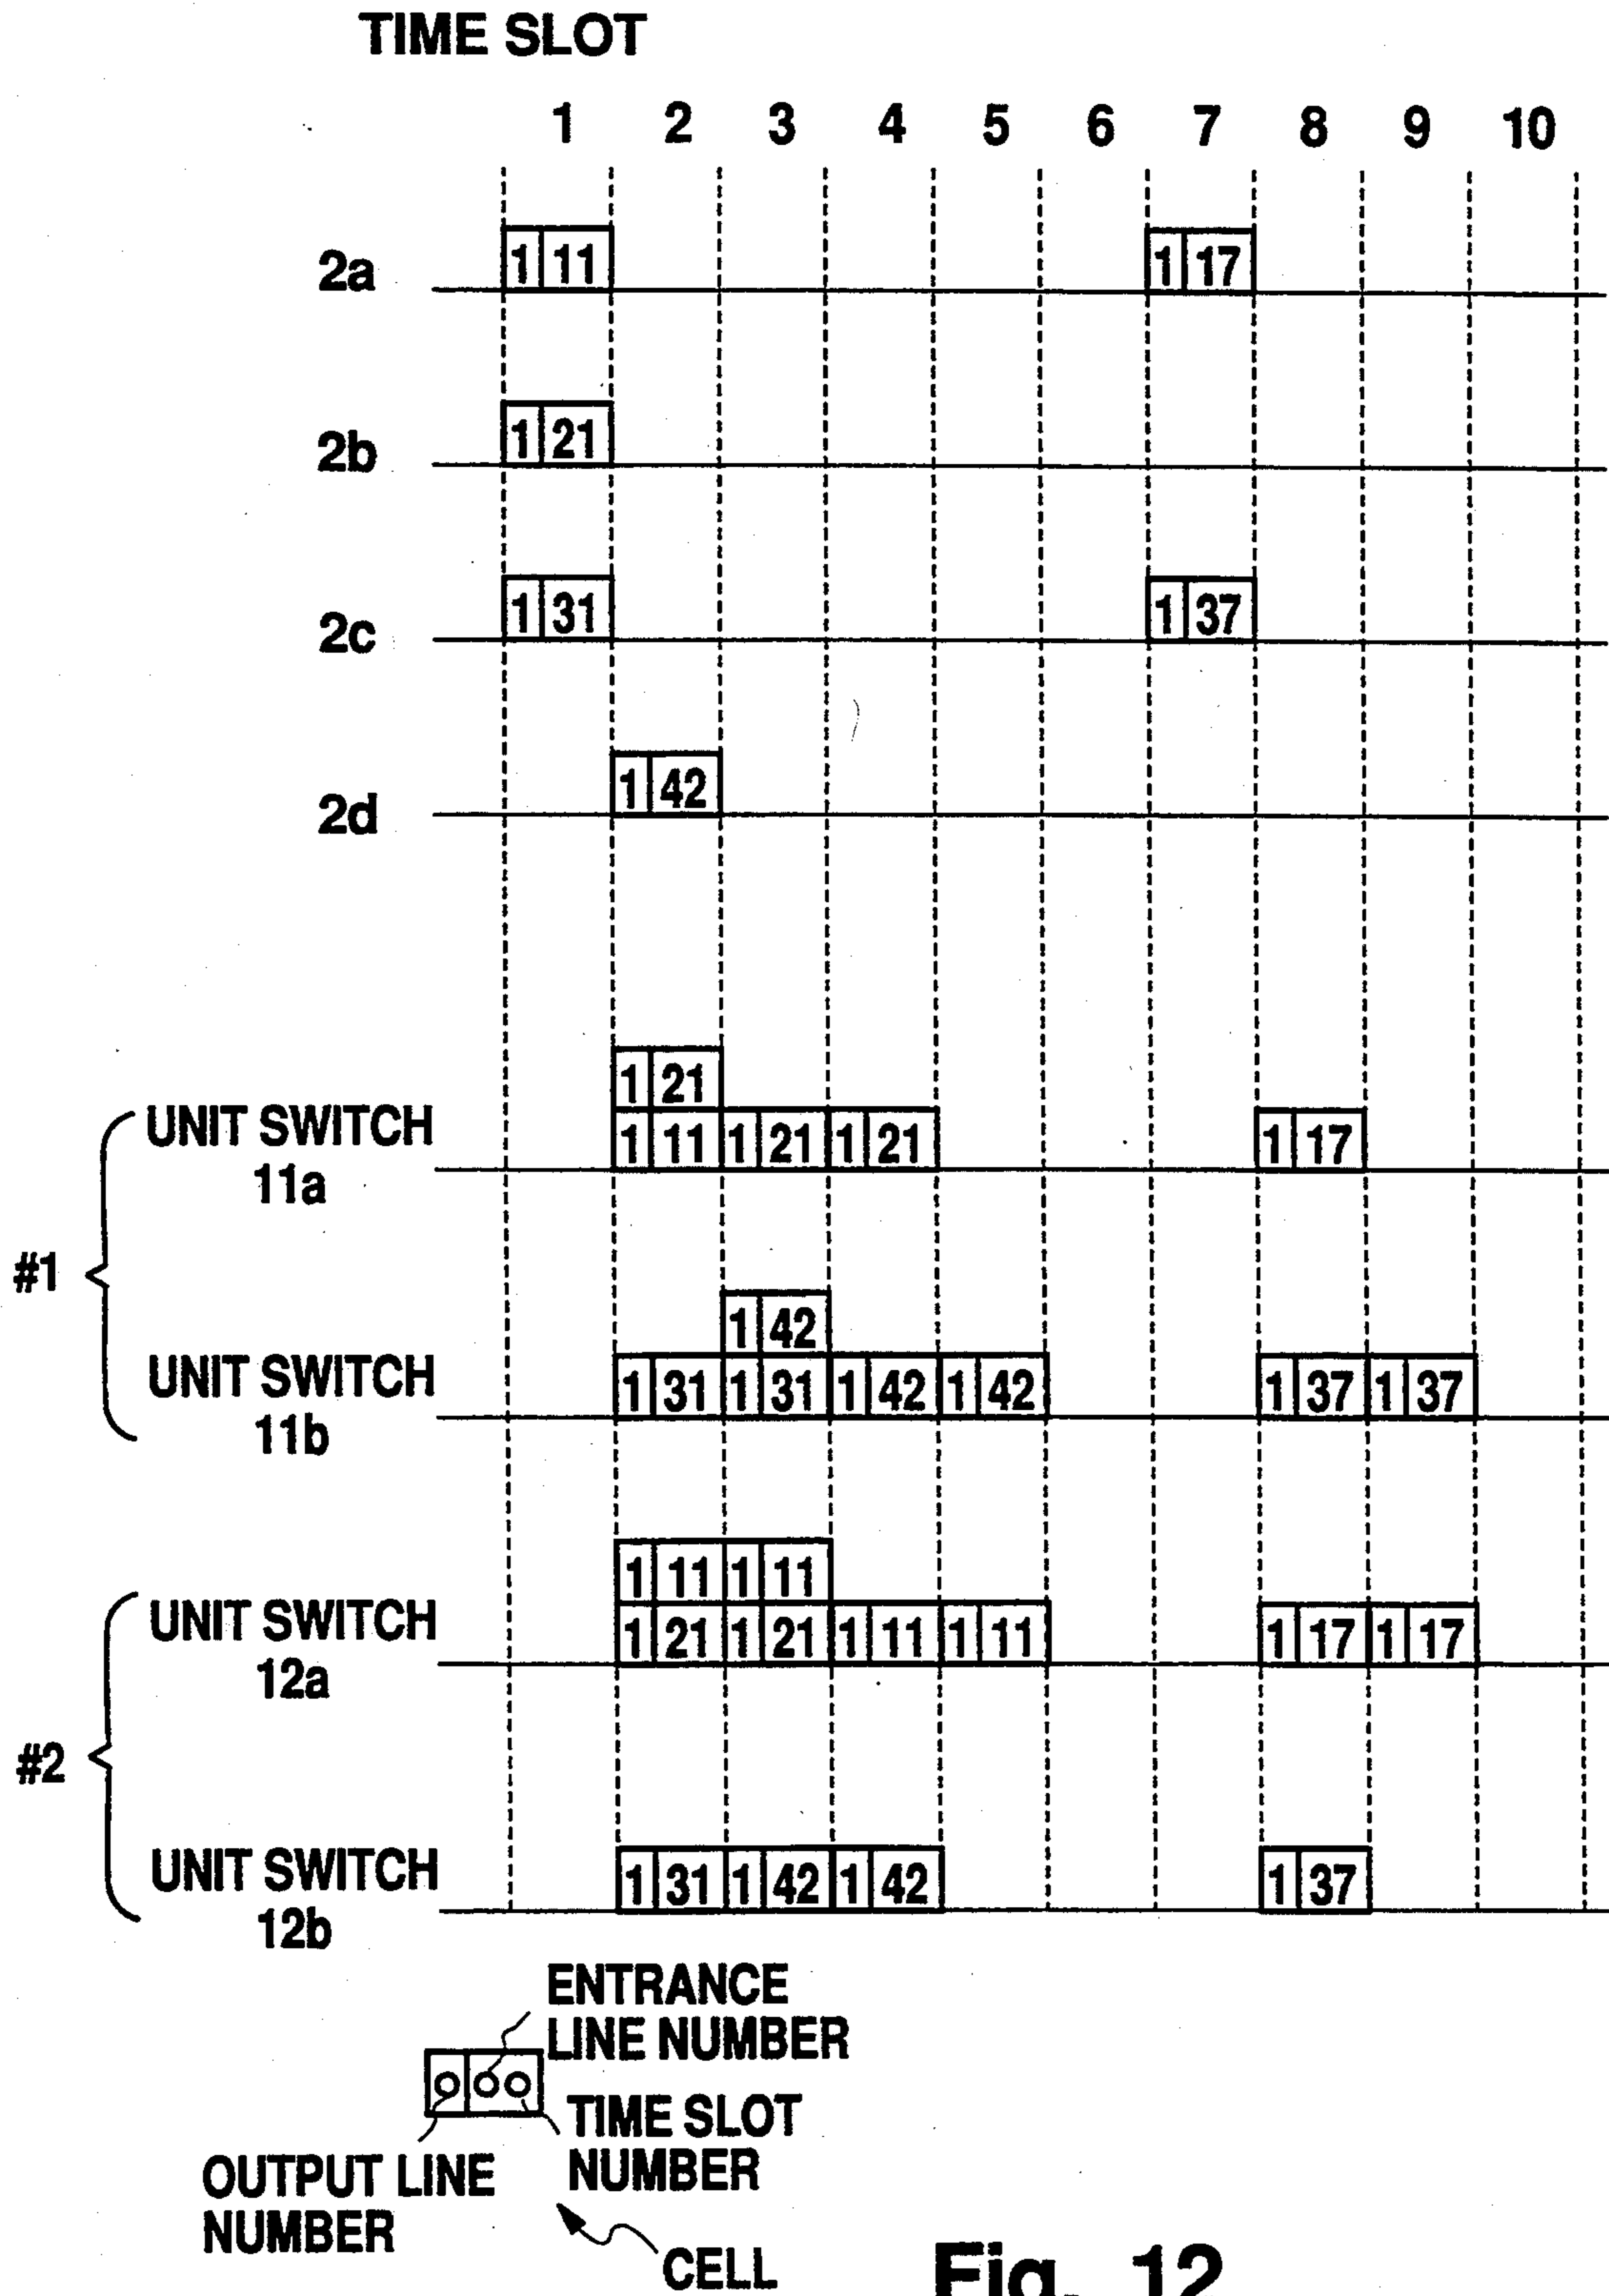 TIME SLOT
1 2 3 4 5 6 7 8 9 10
2a 1 11 1 17
2b 1 21
2c 1 31 1 37
2d 1 42
1 21
UNIT SWITCH 1 11 1 21 1 21 1 17
11a
#1
1 42
UNIT SWITCH 1 31 1 31 1 42 1 42 1 37 1 37
11b
1 11 1 11
UNIT SWITCH 1 21 1 21 1 11 1 11 1 17 1 17
12a
#2
UNIT SWITCH 1 31 1 42 1 42 1 37
12b
ENTRANCE
LINE NUMBER
TIME SLOT
NUMBER
OUTPUT LINE
NUMBER
CELL
Fig. 12